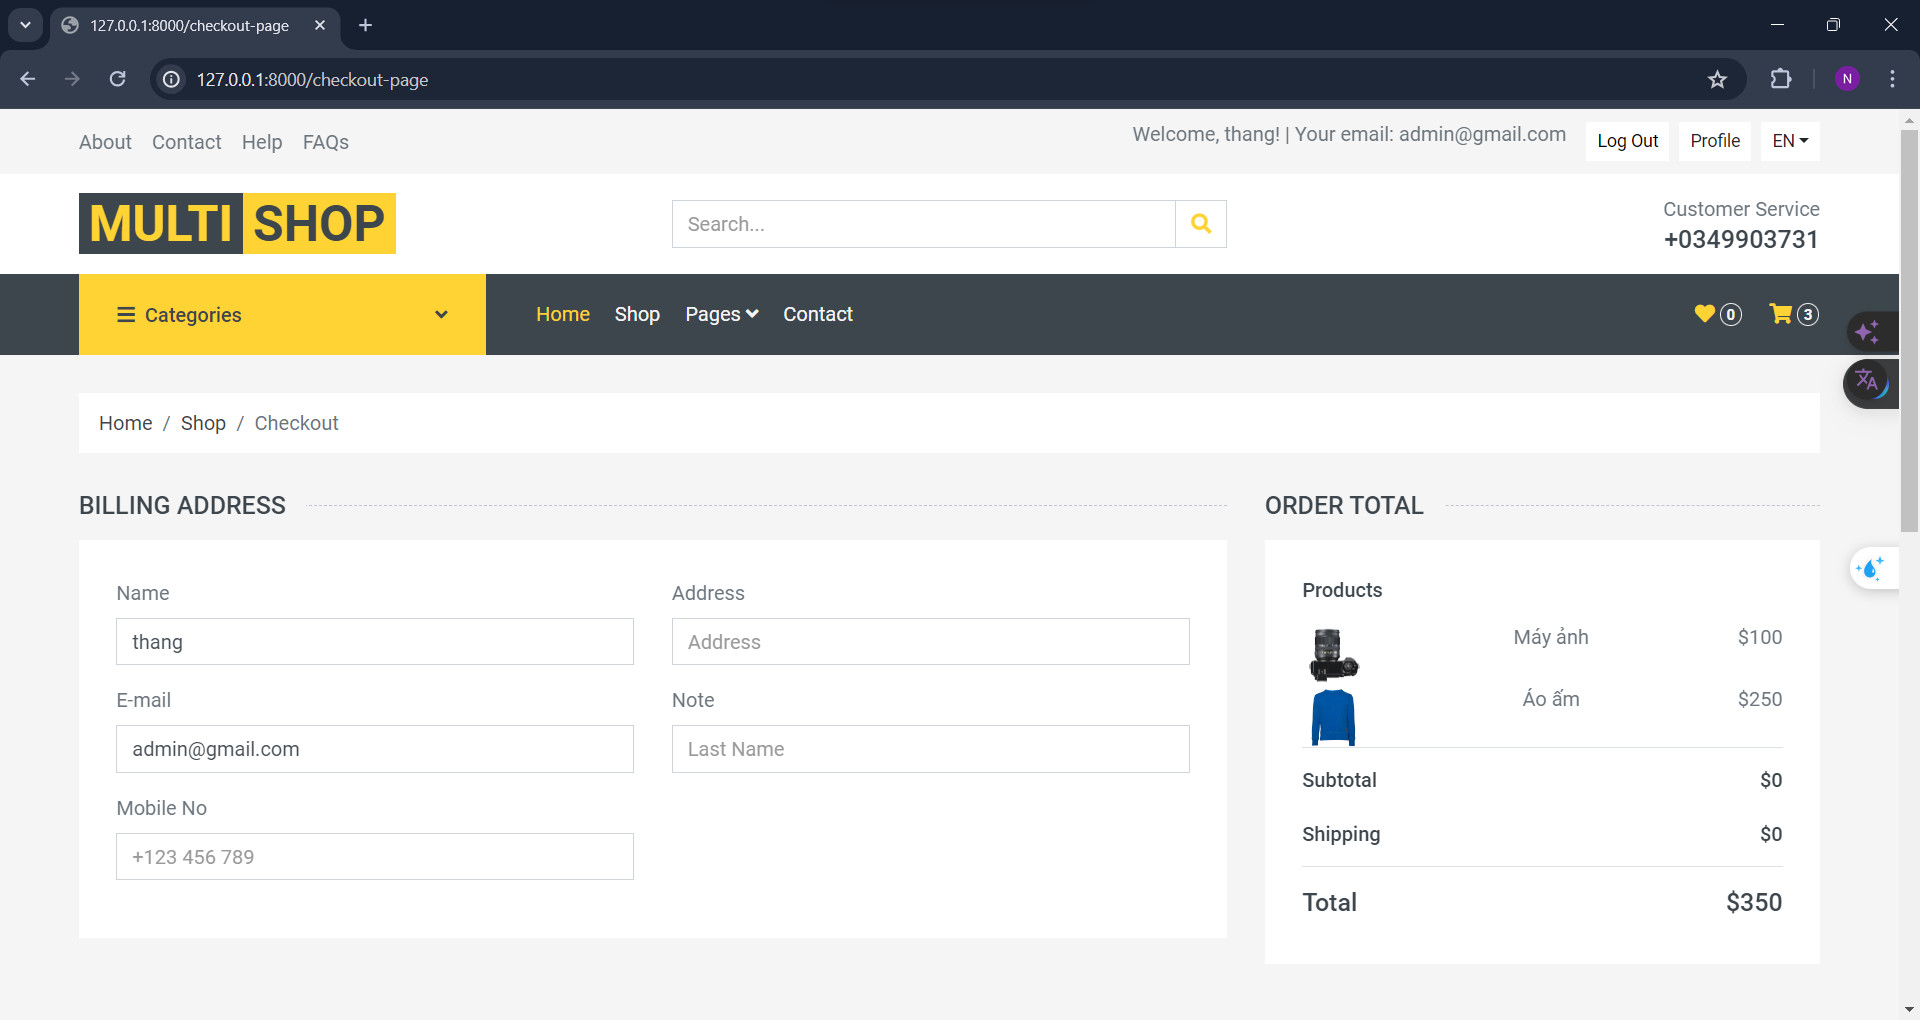 127.0.0.1:8000/checkout-page
127.0.0.1:8000/checkout-page
N
About Contact Help FAQs
Welcome, thang! | Your email: admin@gmail.com
Log Out Profile EN
MULTI SHOP
Search...
Customer Service
+0349903731
Categories
Home Shop Pages Contact
0 3
Home / Shop / Checkout
BILLING ADDRESS
Name
thang
Address
Address
E-mail
admin@gmail.com
Note
Last Name
Mobile No
+123 456 789
ORDER TOTAL
Products
Máy ảnh $100
Áo ấm $250
Subtotal $0
Shipping $0
Total $350